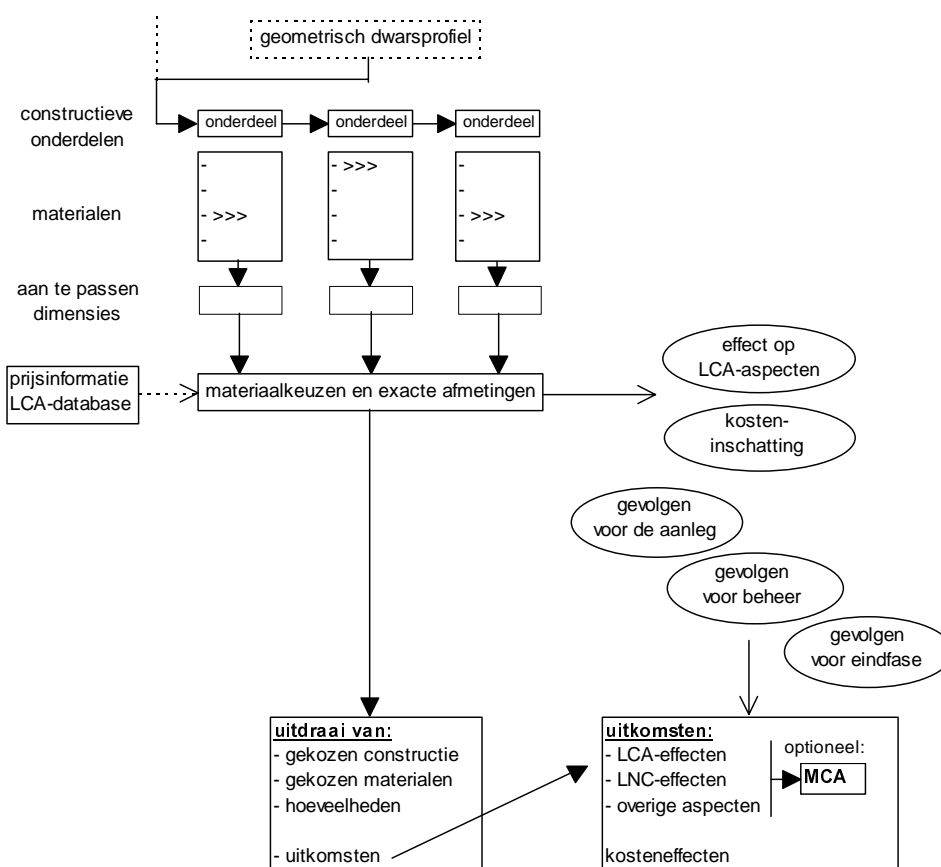 geometrisch dwarsprofiel
constructieve
onderdelen
onderdeel
onderdeel
onderdeel
materialen
-
-
- >>>
-
- >>>
-
-
-
-
-
- >>>
-
aan te passen
dimensies
prijsinformatie
LCA-database
materiaalkeuzen en exacte afmetingen
effect op
LCA-aspecten
kosten-
inschatting
gevolgen
voor de aanleg
gevolgen
voor beheer
gevolgen
voor eindfase
uitdraai van:
- gekozen constructie
- gekozen materialen
- hoeveelheden
- uitkomsten
uitkomsten:
- LCA-effecten
- LNC-effecten
- overige aspecten
kosteneffecten
optioneel:
MCA